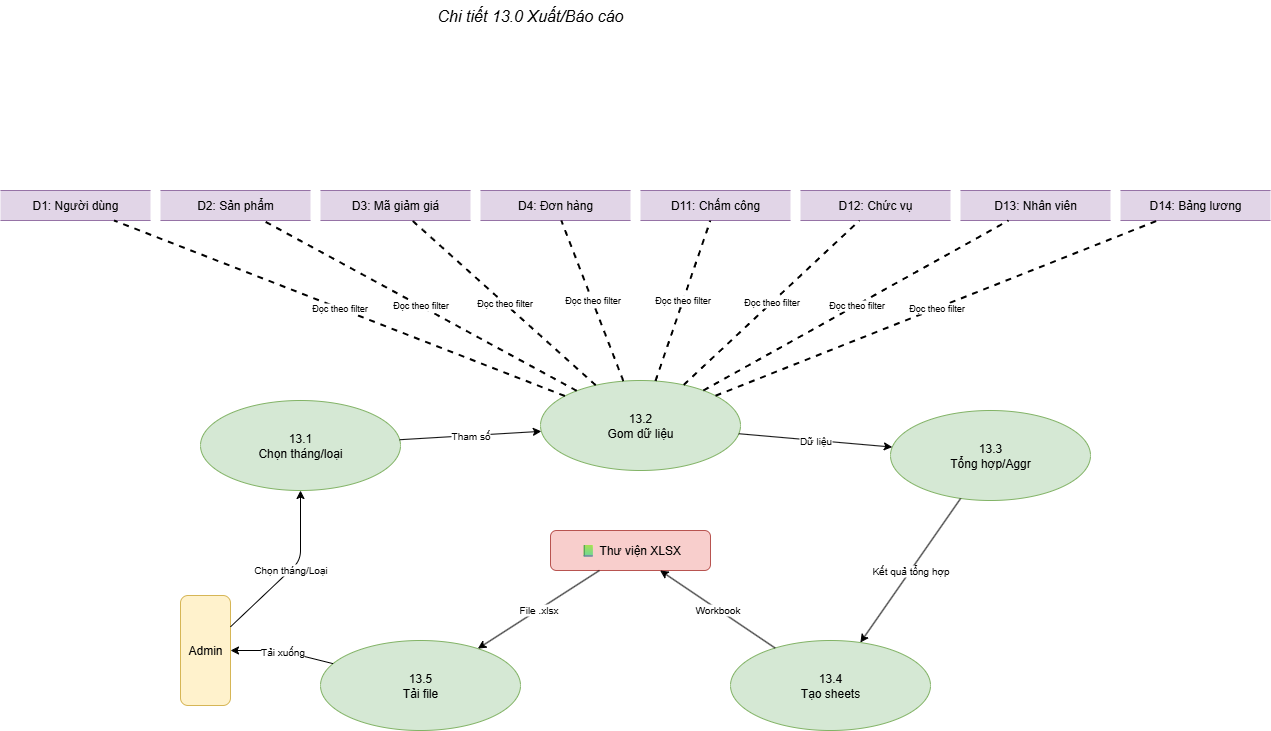 Chi tiết 13.0 Xuất/Báo cáo
D1: Người dùng
D2: Sản phẩm
D3: Mã giảm giá
D4: Đơn hàng
D11: Chấm công
D12: Chức vụ
D13: Nhân viên
D14: Bảng lương
Đọc theo filter
Đọc theo filter
Đọc theo filter
Đọc theo filter
Đọc theo filter
Đọc theo filter
Đọc theo filter
Đọc theo filter
13.1
Chọn tháng/loại
Tham số
13.2
Gom dữ liệu
Dữ liệu
13.3
Tổng hợp/Aggr
Thư viện XLSX
Chọn tháng/Loại
Kết quả tổng hợp
File .xlsx
Workbook
Admin
Tải xuống
13.5
Tải file
13.4
Tạo sheets